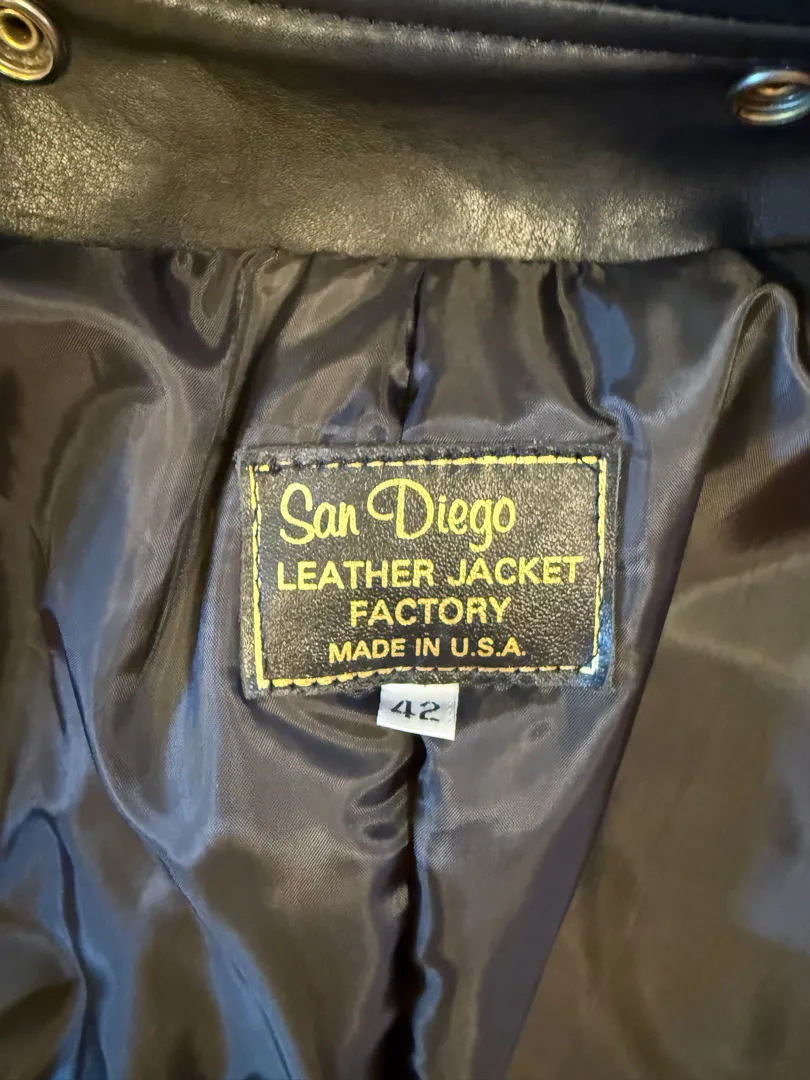 San Diego
LEATHER JACKET
FACTORY
MADE IN U.S.A.
42